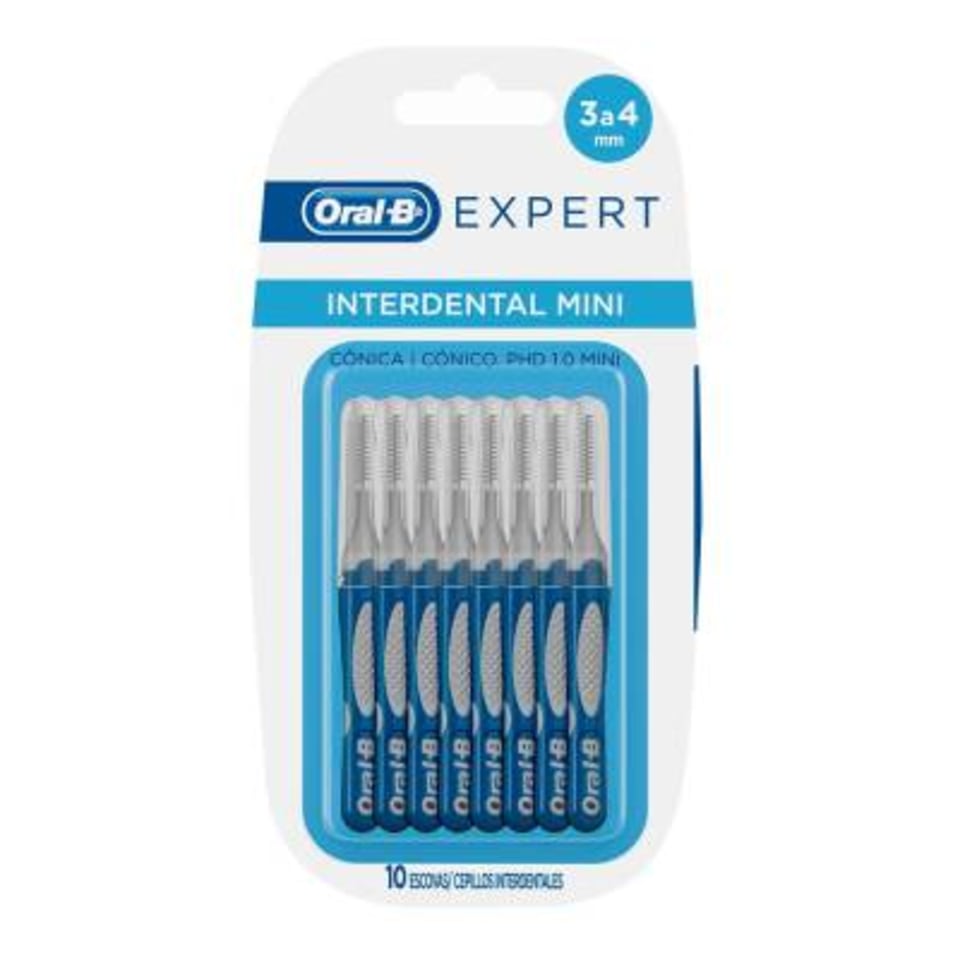 3a4
mm
Oral-B EXPERT
INTERDENTAL MINI
CÔNICA | CÓNICO PHD 1.0 MINI
Oral-B Oral-B Oral-B Oral-B Oral-B Oral-B Oral-B Oral-B
10 ESCOVAS/ CEPILLOS INTERDENTALES